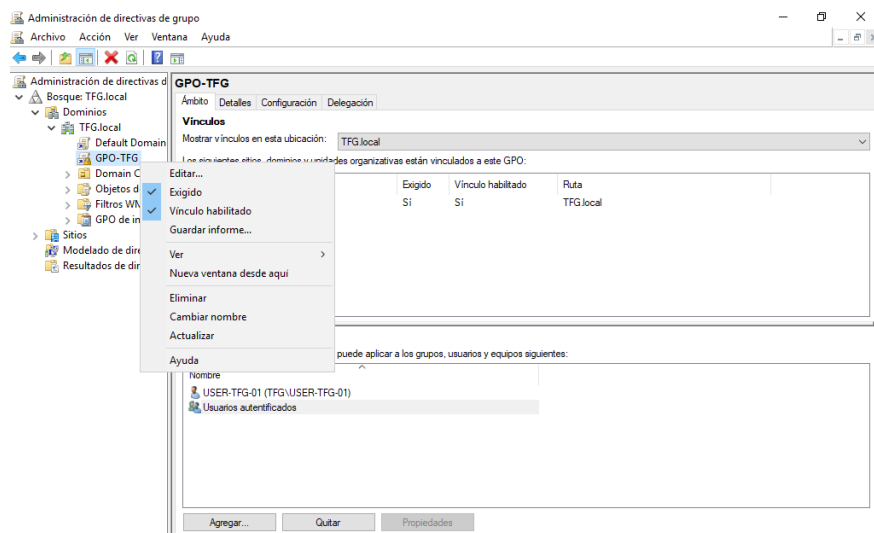 Administración de directivas de grupo
Archivo Acción Ver Ventana Ayuda
Administración de directivas d
Bosque: TFG.local
Dominios
TFG.local
Default Domain
GPO-TFG
Domain C
Objetos d
Filtros WM
GPO de in
Sitios
Modelado de dire
Resultados de dir
Editar...
Exigido
Vínculo habilitado
Guardar informe...
Ver
Nueva ventana desde aquí
Eliminar
Cambiar nombre
Actualizar
Ayuda
GPO-TFG
Ámbito Detalles Configuración Delegación
Vínculos
Mostrar vínculos en esta ubicación: TFG.local
Los siguientes sitios, dominios y unidades organizativas están vinculados a este GPO:
Exigido Vínculo habilitado Ruta
Sí Sí TFG.local
puede aplicar a los grupos, usuarios y equipos siguientes:
Nombre
USER-TFG-01 (TFG\USER-TFG-01)
Usuarios autentificados
Agregar... Quitar Propiedades